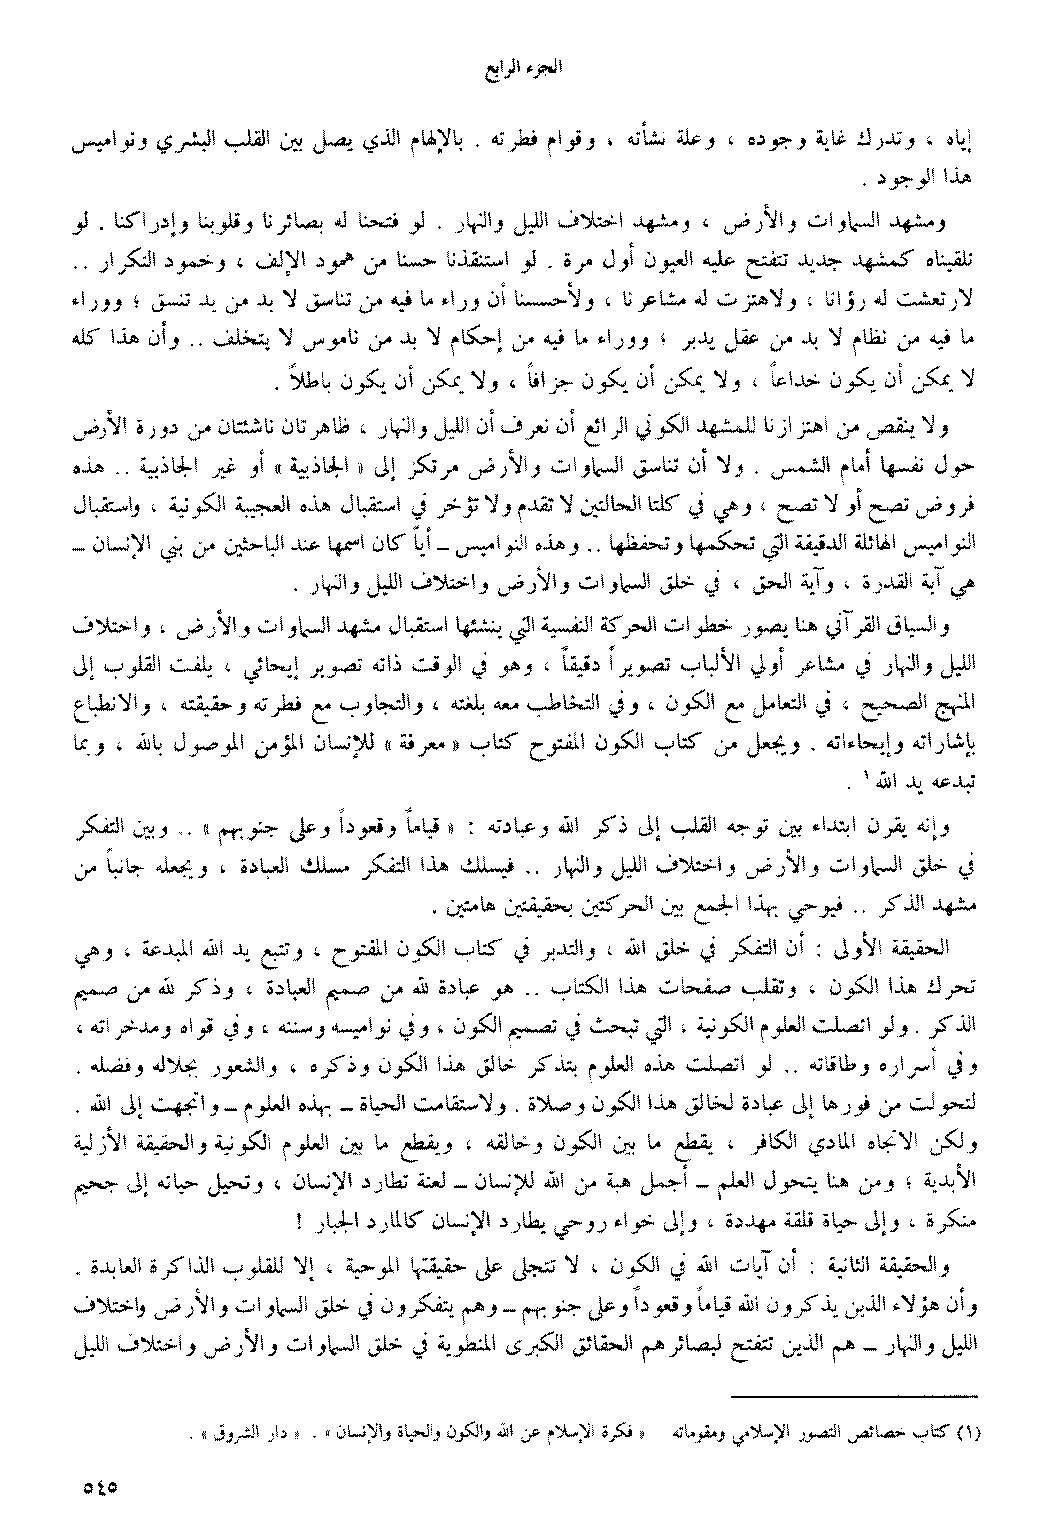 الجزء الرابع
إياه ، وتدرك غاية وجوده ، وعلة نشأته ، وقوام فطرته . بالإلهام الذي يصل بين القلب البشري ونواميس
هذا الوجود .
ومشهد السماوات والأرض ، ومشهد اختلاف الليل والنهار . لو فتحنا له بصائرنا وقلوبنا وإدراكنا . لو
تلقيناه كمشهد جديد تتفتح عليه العيون أول مرة . لو استنقذنا حسنا من همود الإلف ، وخمود التكرار ..
لارتعشت له رؤانا ، ولاهتزت له مشاعرنا ، ولأحسسنا أن وراء ما فيه من تناسق لا بد من يد تنسق ؛ ووراء
ما فيه من نظام لا بد من عقل يدبر ؛ ووراء ما فيه من إحكام لا بد من ناموس لا يتخلف .. وأن هذا كله
لا يمكن أن يكون خداعاً ، ولا يمكن أن يكون جزافاً ، ولا يمكن أن يكون باطلاً .
ولا ينقص من اهتزازنا للمشهد الكوني الرائع أن نعرف أن الليل والنهار ، ظاهرتان ناشئتان من دورة الأرض
حول نفسها أمام الشمس . ولا أن تناسق السماوات والأرض مرتكز إلى « الجاذبية » أو غير الجاذبية .. هذه
فروض تصح أو لا تصح ، وهي في كلتا الحالتين لا تقدم ولا تؤخر في استقبال هذه العجيبة الكونية ، واستقبال
النواميس الهائلة الدقيقة التي تحكمها وتحفظها .. وهذه النواميس – أياً كان اسمها عند الباحثين من بني الإنسان –
هي آية القدرة ، وآية الحق ، في خلق السماوات والأرض واختلاف الليل والنهار .
والسياق القرآني هنا يصور خطوات الحركة النفسية التي ينشئها استقبال مشهد السماوات والأرض ، واختلاف
الليل والنهار في مشاعر أولي الألباب تصويراً دقيقاً ، وهو في الوقت ذاته تصوير إيحائي ، يلفت القلوب إلى
المنهج الصحيح ، في التعامل مع الكون ، وفي التخاطب معه بلغته ، والتجاوب مع فطرته وحقيقته ، والانطباع
بإشاراته وإيحاءاته . ويجعل من كتاب الكون المفتوح كتاب « معرفة » للإنسان المؤمن الموصول بالله ، وبما
تبدعه يد الله ١ .
وإنه يقرن ابتداء بين توجه القلب إلى ذكر الله وعبادته : « قياماً وقعوداً وعلى جنوبهم » .. وبين التفكر
في خلق السماوات والأرض واختلاف الليل والنهار .. فيسلك هذا التفكر مسلك العبادة ، ويجعله جانباً من
مشهد الذكر .. فيوحي بهذا الجمع بين الحركتين بحقيقتين هامتين .
الحقيقة الأولى : أن التفكر في خلق الله ، والتدبر في كتاب الكون المفتوح ، وتتبع يد الله المبدعة ، وهي
تحرك هذا الكون ، وتقلب صفحات هذا الكتاب .. هو عبادة لله من صميم العبادة ، وذكر لله من صميم
الذكر . ولو اتصلت العلوم الكونية ، التي تبحث في تصميم الكون ، وفي نواميسه وسننه ، وفي قواه ومدخراته ،
وفي أسراره وطاقاته .. لو اتصلت هذه العلوم بتذكر خالق هذا الكون وذكره ، والشعور بجلاله وفضله .
لتحولت من فورها إلى عبادة لخالق هذا الكون وصلاة . ولاستقامت الحياة – بهذه العلوم – واتجهت إلى الله .
ولكن الاتجاه المادي الكافر ، يقطع ما بين الكون وخالقه ، ويقطع ما بين العلوم الكونية والحقيقة الأزلية
الأبدية ؛ ومن هنا يتحول العلم – أجمل هبة من الله للإنسان – لعنة تطارد الإنسان ، وتحيل حياته إلى جحيم
منكرة ، وإلى حياة قلقة مهددة ، وإلى خواء روحي يطارد الإنسان كالمارد الجبار !
والحقيقة الثانية : أن آيات الله في الكون ، لا تتجلى على حقيقتها الموحية ، إلا للقلوب الذاكرة العابدة .
وأن هؤلاء الذين يذكرون الله قياماً وقعوداً وعلى جنوبهم – وهم يتفكرون في خلق السماوات والأرض واختلاف
الليل والنهار – هم الذين تتفتح لبصائرهم الحقائق الكبرى المنطوية في خلق السماوات والأرض واختلاف الليل
(١) كتاب خصائص التصور الإسلامي ومقوماته « فكرة الإسلام عن الله والكون والحياة والإنسان » . « دار الشروق » .
٥٤٥